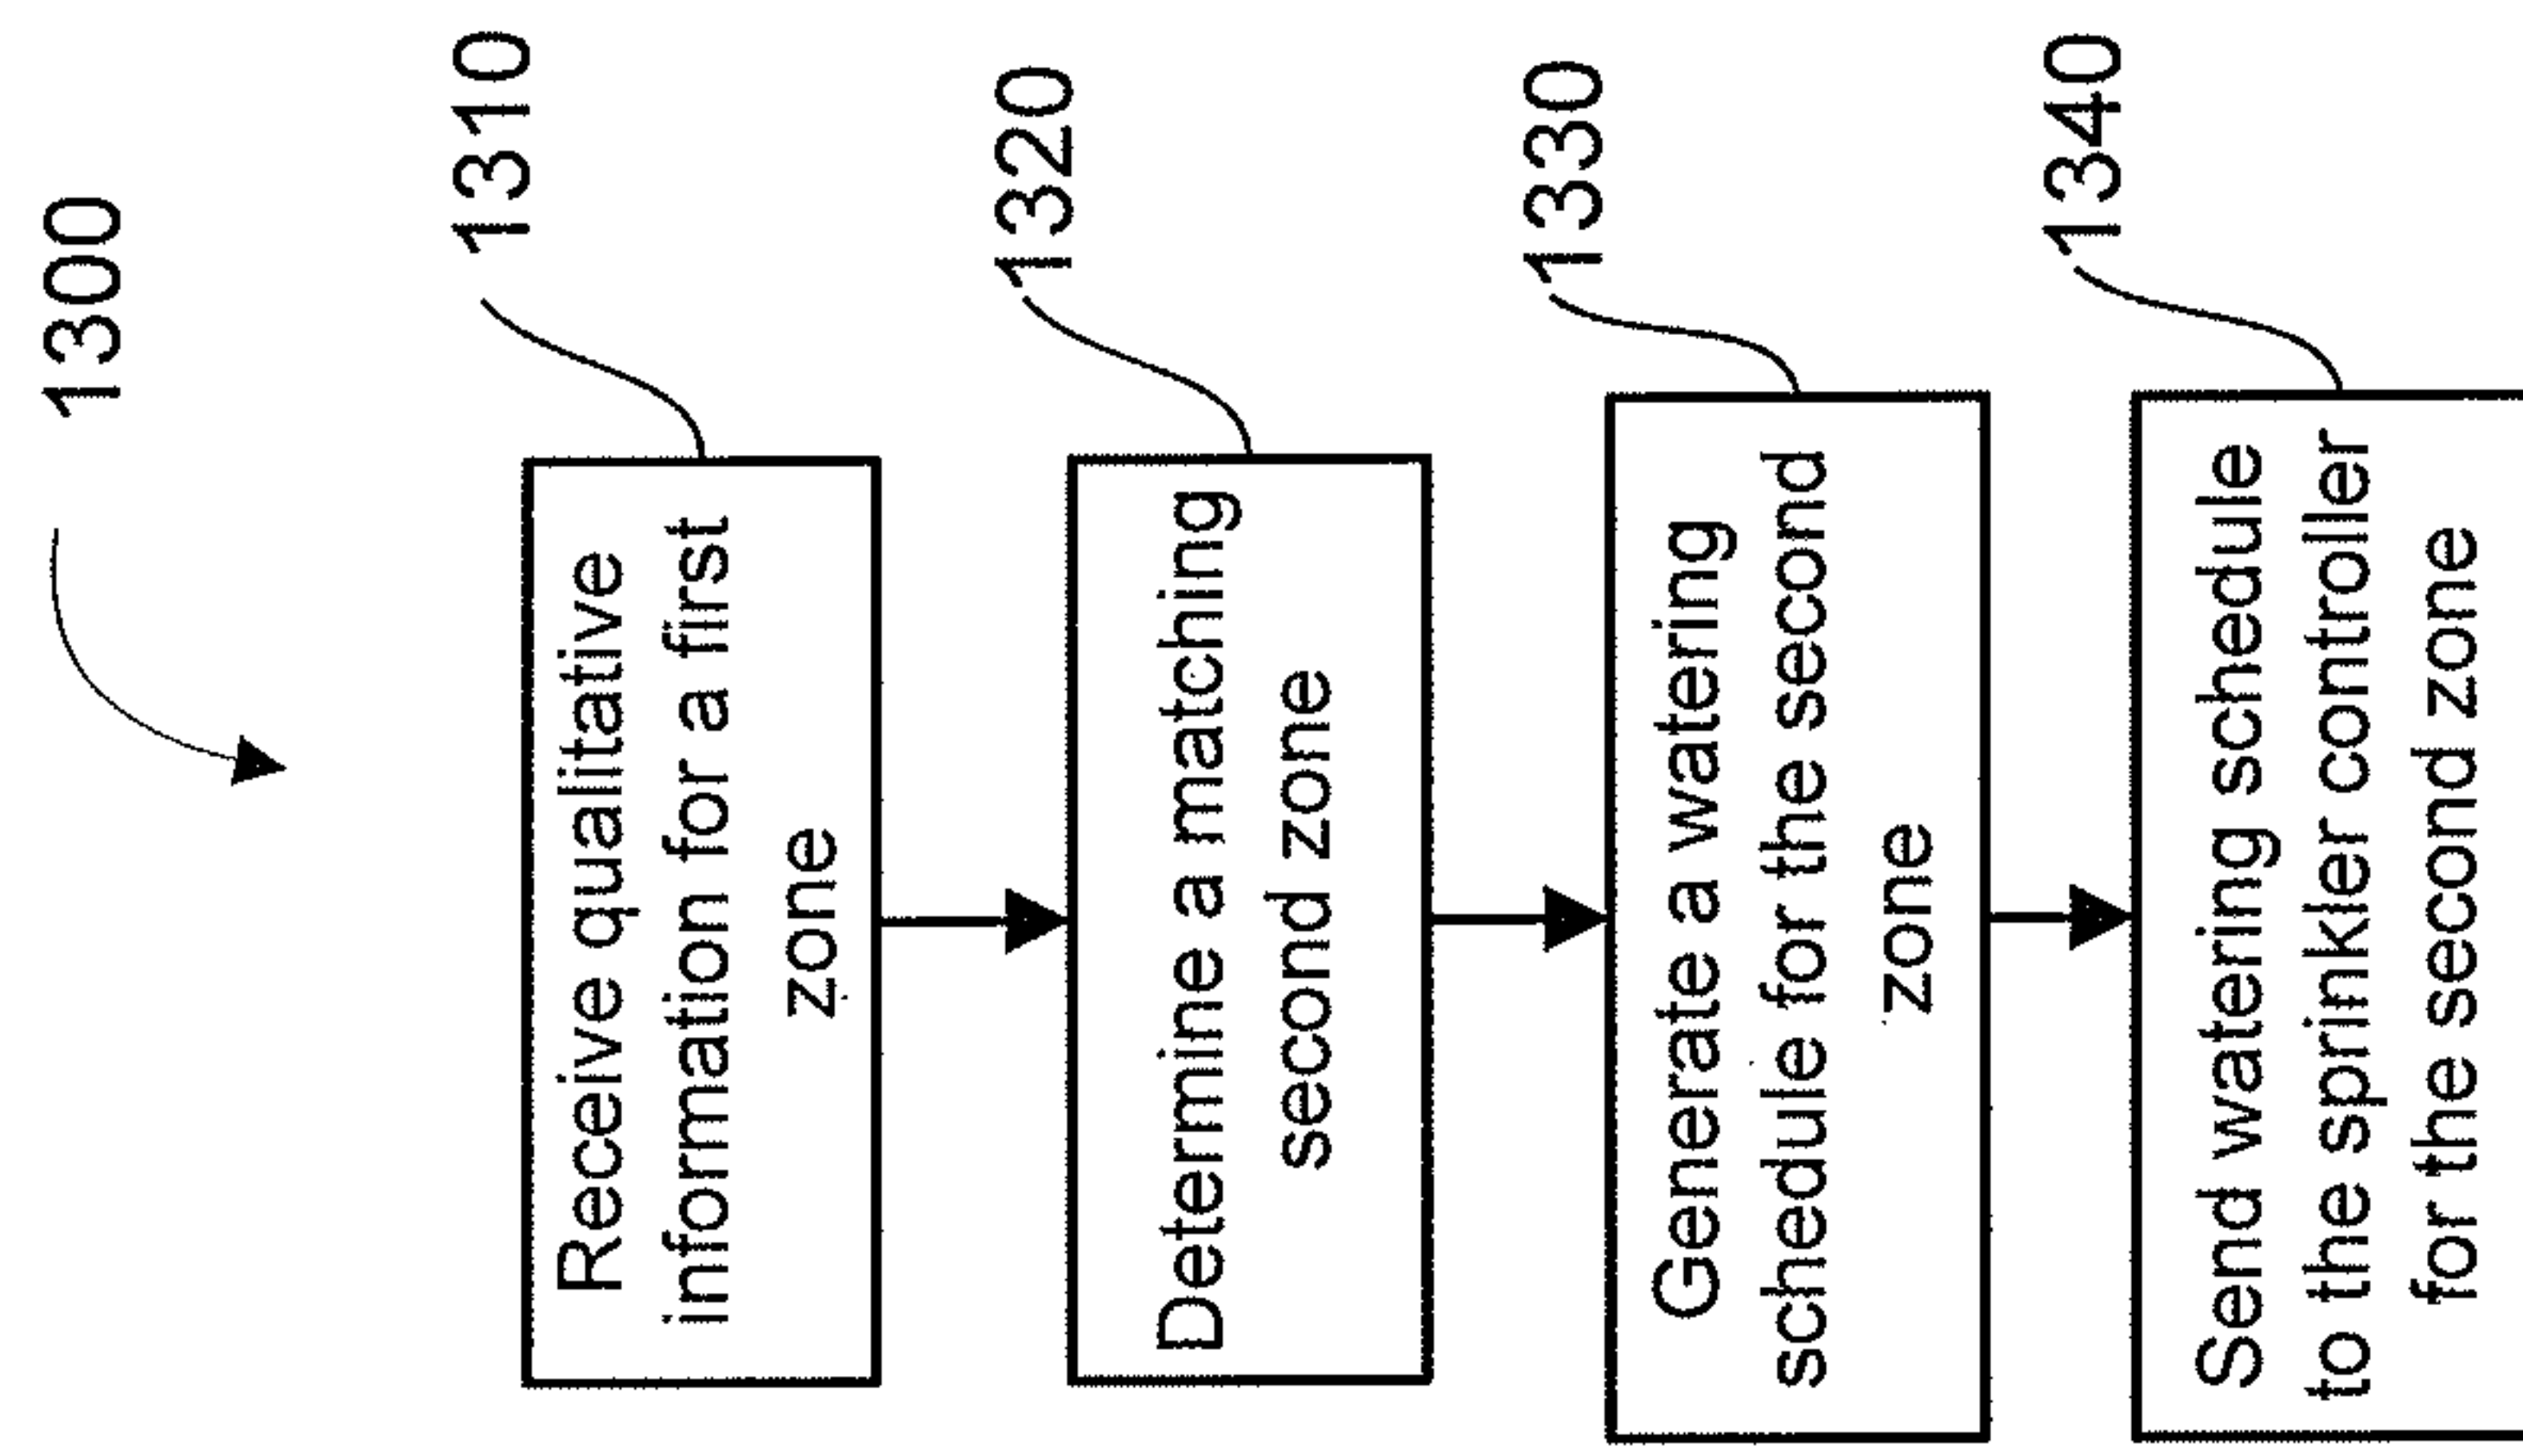 1300
1310
Receive qualitative
information for a first
zone
1320
Determine a matching
second zone
1330
Generate a watering
schedule for the second
zone
1340
Send watering schedule
to the sprinkler controller
for the second zone